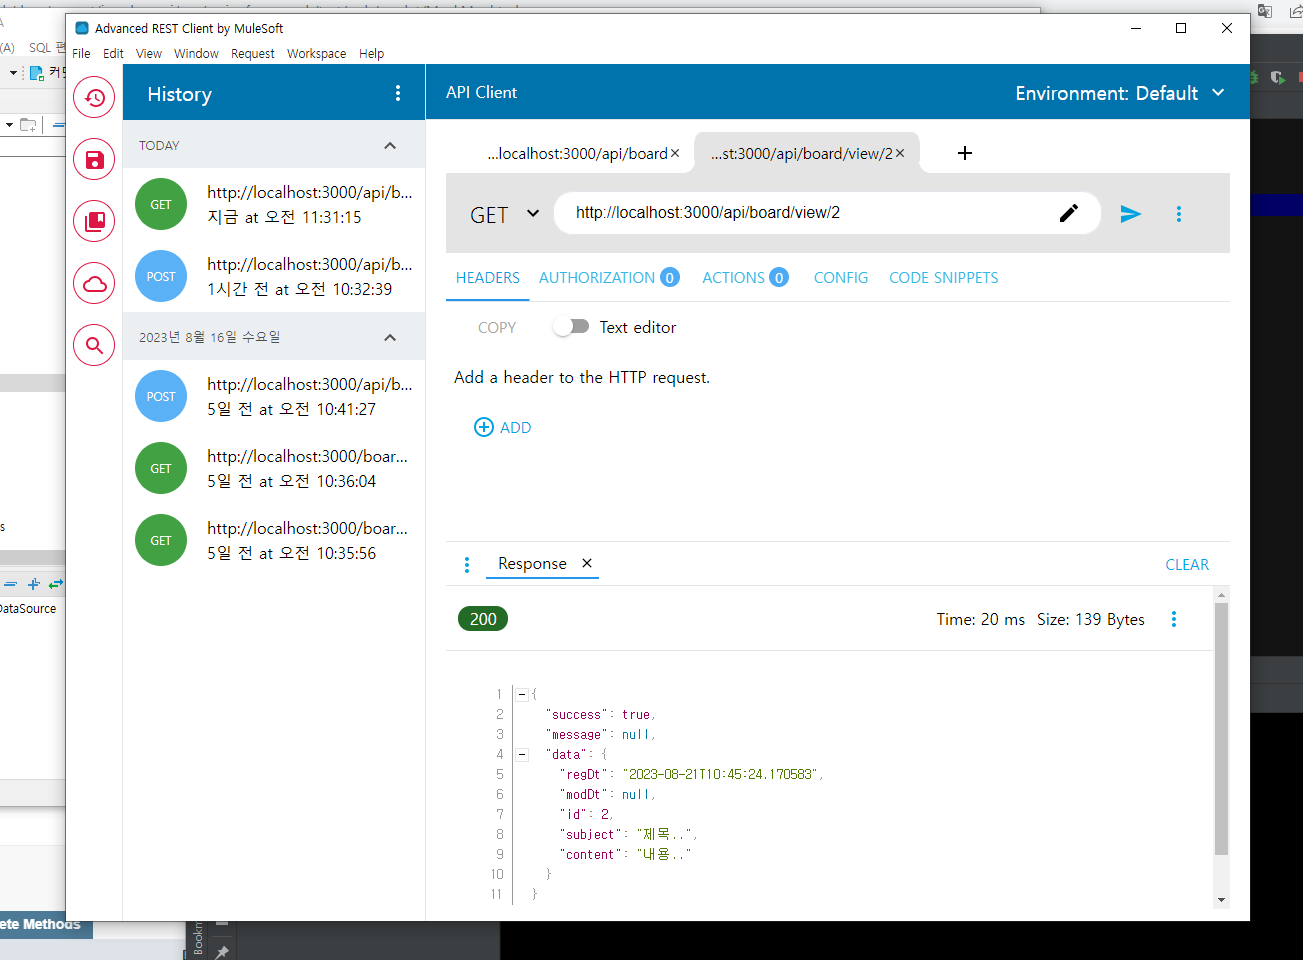 Advanced REST Client by MuleSoft
File Edit View Window Request Workspace Help
(A) SQL 편
DataSource
ete Methods
Bookm
History
TODAY
GET
http://localhost:3000/api/b...
지금 at 오전 11:31:15
POST
http://localhost:3000/api/b...
1시간 전 at 오전 10:32:39
2023년 8월 16일 수요일
POST
http://localhost:3000/api/b...
5일 전 at 오전 10:41:27
GET
http://localhost:3000/boar...
5일 전 at 오전 10:36:04
GET
http://localhost:3000/boar...
5일 전 at 오전 10:35:56
API Client
Environment: Default
...localhost:3000/api/board ×
...st:3000/api/board/view/2 ×
GET
http://localhost:3000/api/board/view/2
HEADERS AUTHORIZATION 0 ACTIONS 0 CONFIG CODE SNIPPETS
COPY Text editor
Add a header to the HTTP request.
ADD
Response ×
CLEAR
200
Time: 20 ms Size: 139 Bytes
1 {
2 "success": true,
3 "message": null,
4 "data": {
5 "regDt": "2023-08-21T10:45:24.170583",
6 "modDt": null,
7 "id": 2,
8 "subject": "제목..",
9 "content": "내용.."
10 }
11 }